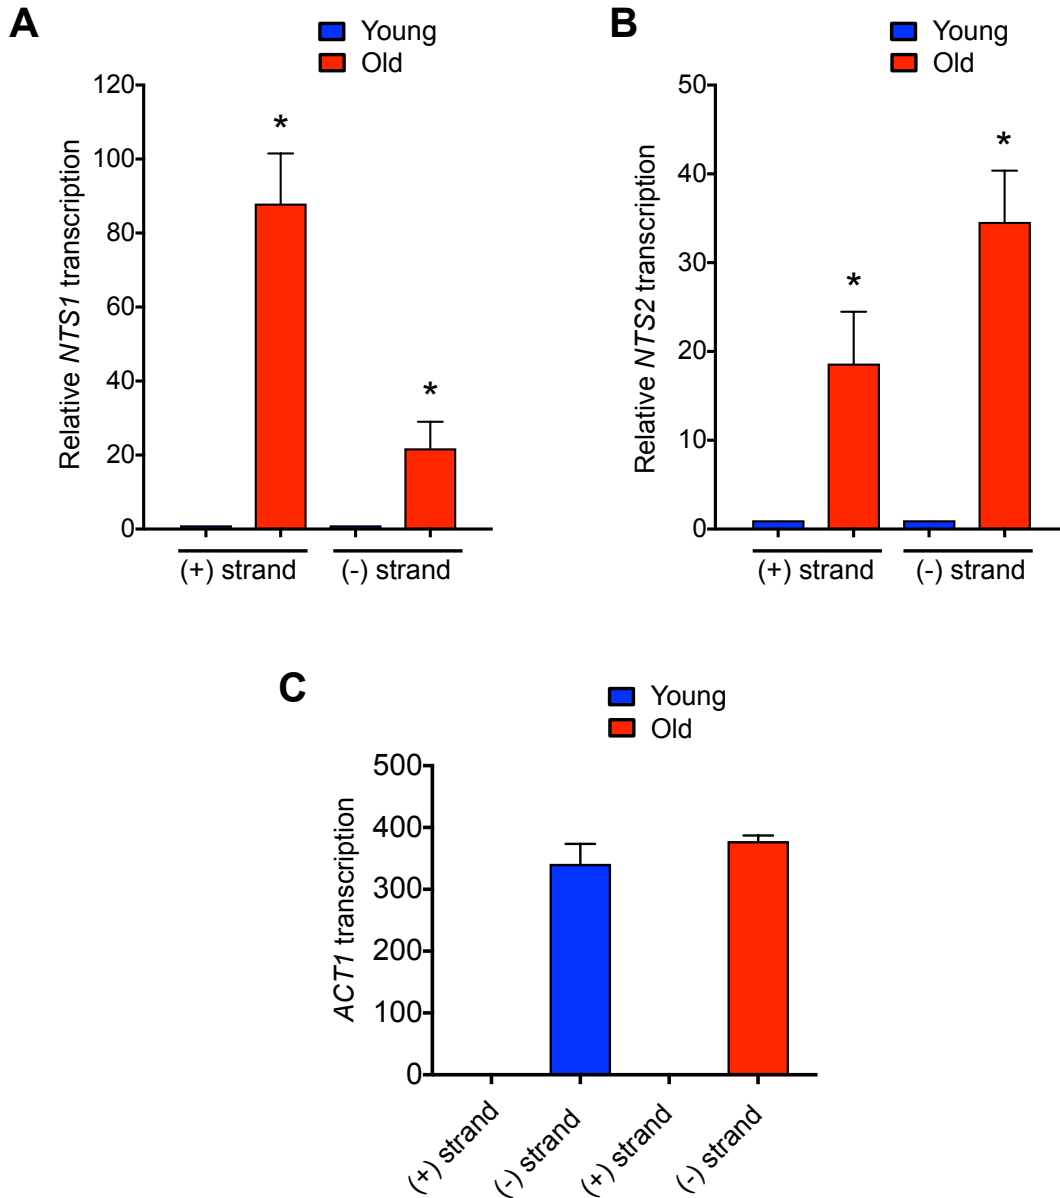 A
Young
Old
Relative NTS1 transcription
120
100
80
60
40
20
0
*
*
(+) strand
(-) strand
B
Young
Old
Relative NTS2 transcription
50
40
30
20
10
0
*
*
(+) strand
(-) strand
C
Young
Old
ACT1 transcription
500
400
300
200
100
0
(+) strand
(-) strand
(+) strand
(-) strand